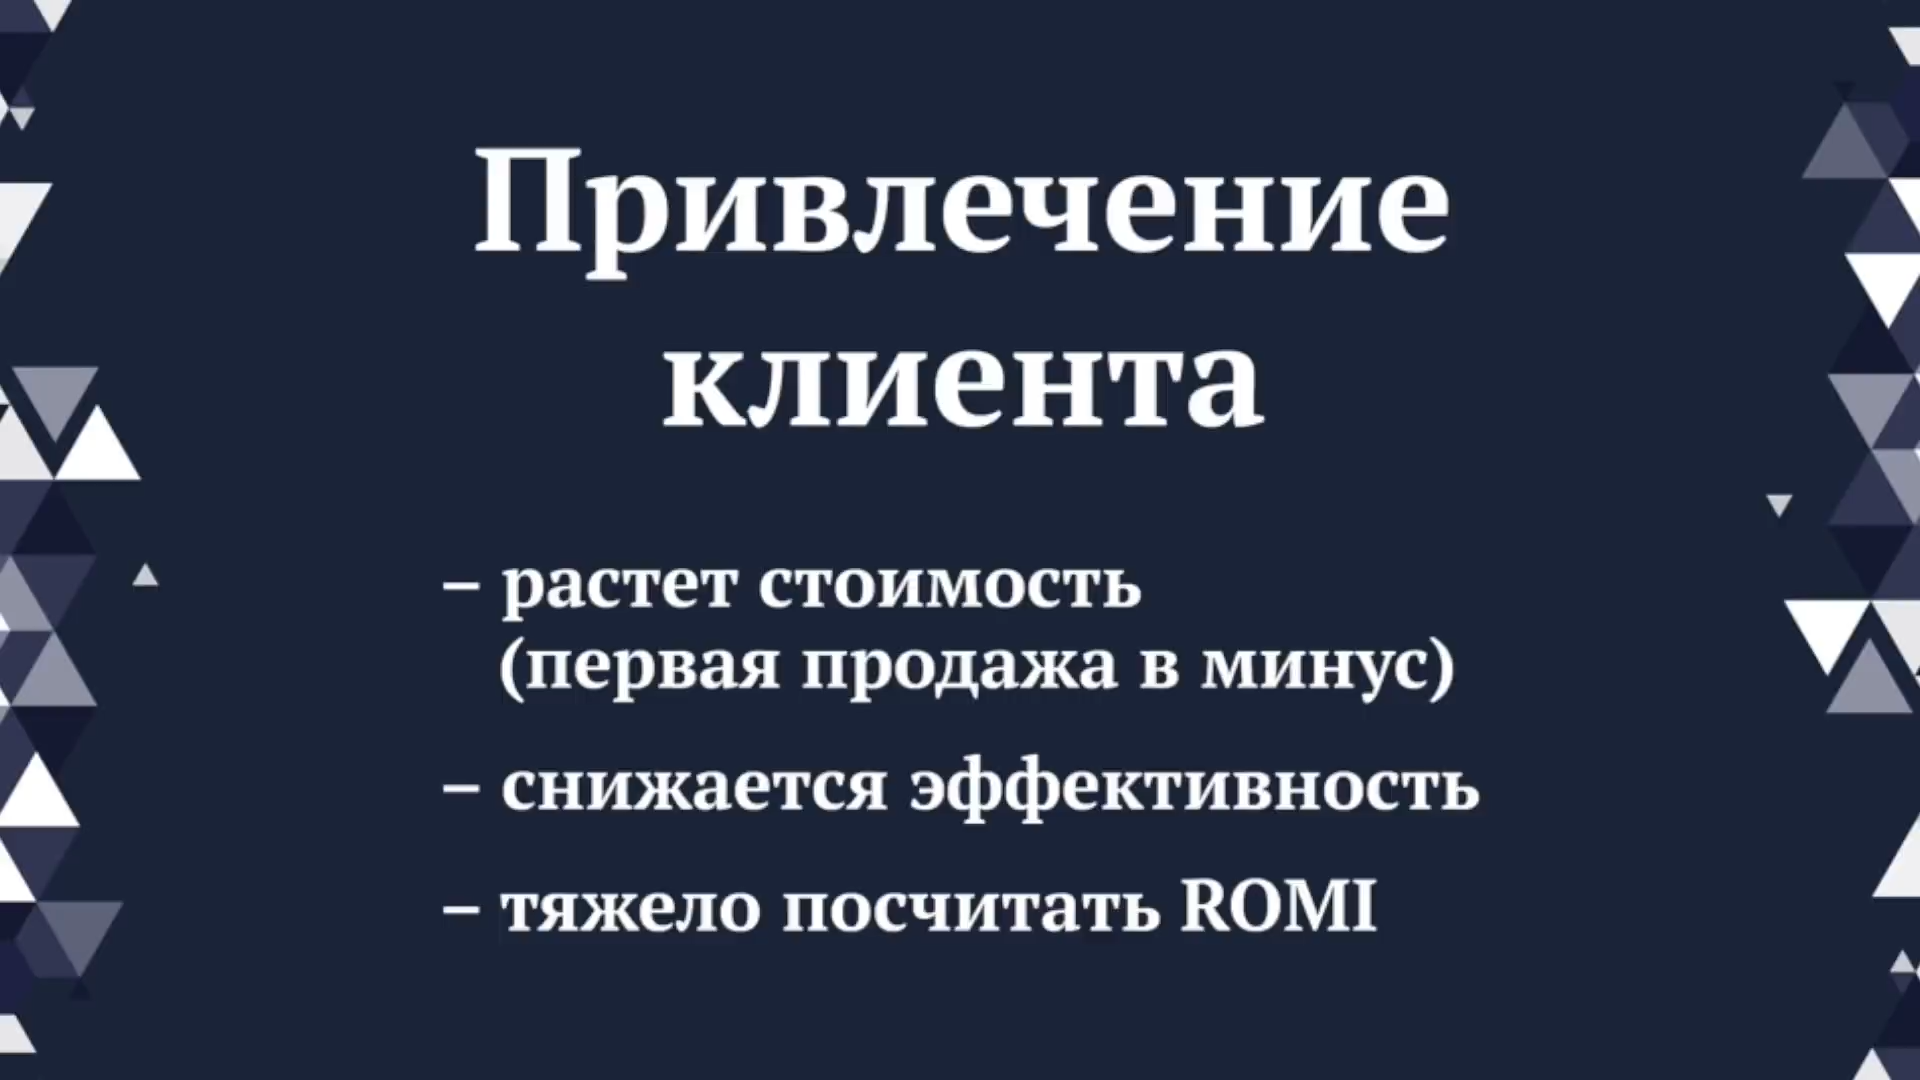 Привлечение
клиента
– растет стоимость
(первая продажа в минус)
– снижается эффективность
– тяжело посчитать ROMI